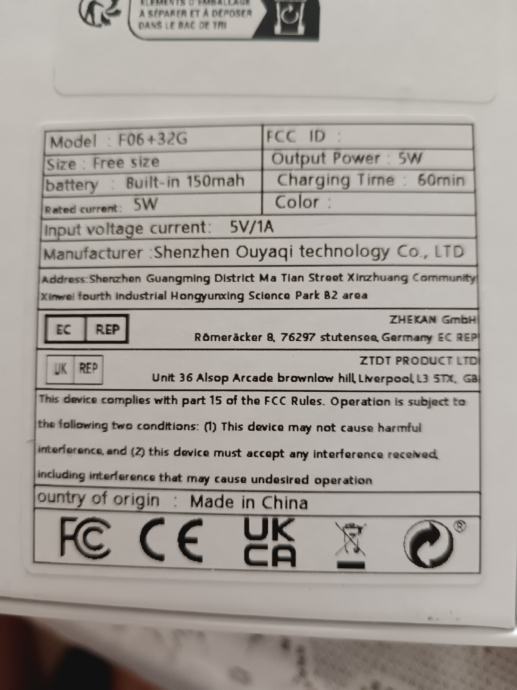 ÉLÉMENTS D'EMBALLAGE
À SÉPARER ET À DÉPOSER
DANS LE BAC DE TRI
Model : F06+32G
FCC ID :
Size : Free size
Output Power : 5W
battery : Built-in 150mah
Charging Time : 60min
Rated current: 5W
Color :
Input voltage current: 5V/1A
Manufacturer :Shenzhen Ouyaqi technology Co., LTD
Address:Shenzhen Guangming District Ma Tian Street Xinzhuang Community
Xinwei fourth industrial Hongyunxing Science Park B2 area
EC REP
ZHEKAN GmbH
Römeräcker 8, 76297 stutensee, Germany EC REP
UK REP
ZTDT PRODUCT LTD
Unit 36 Alsop Arcade brownlow hill, Liverpool, L3 5TX, GB
This device complies with part 15 of the FCC Rules. Operation is subject to
the following two conditions: (1) This device may not cause harmful
interference, and (2) this device must accept any interference received,
including interference that may cause undesired operation
ountry of origin : Made in China
FC CE UK
CA
®